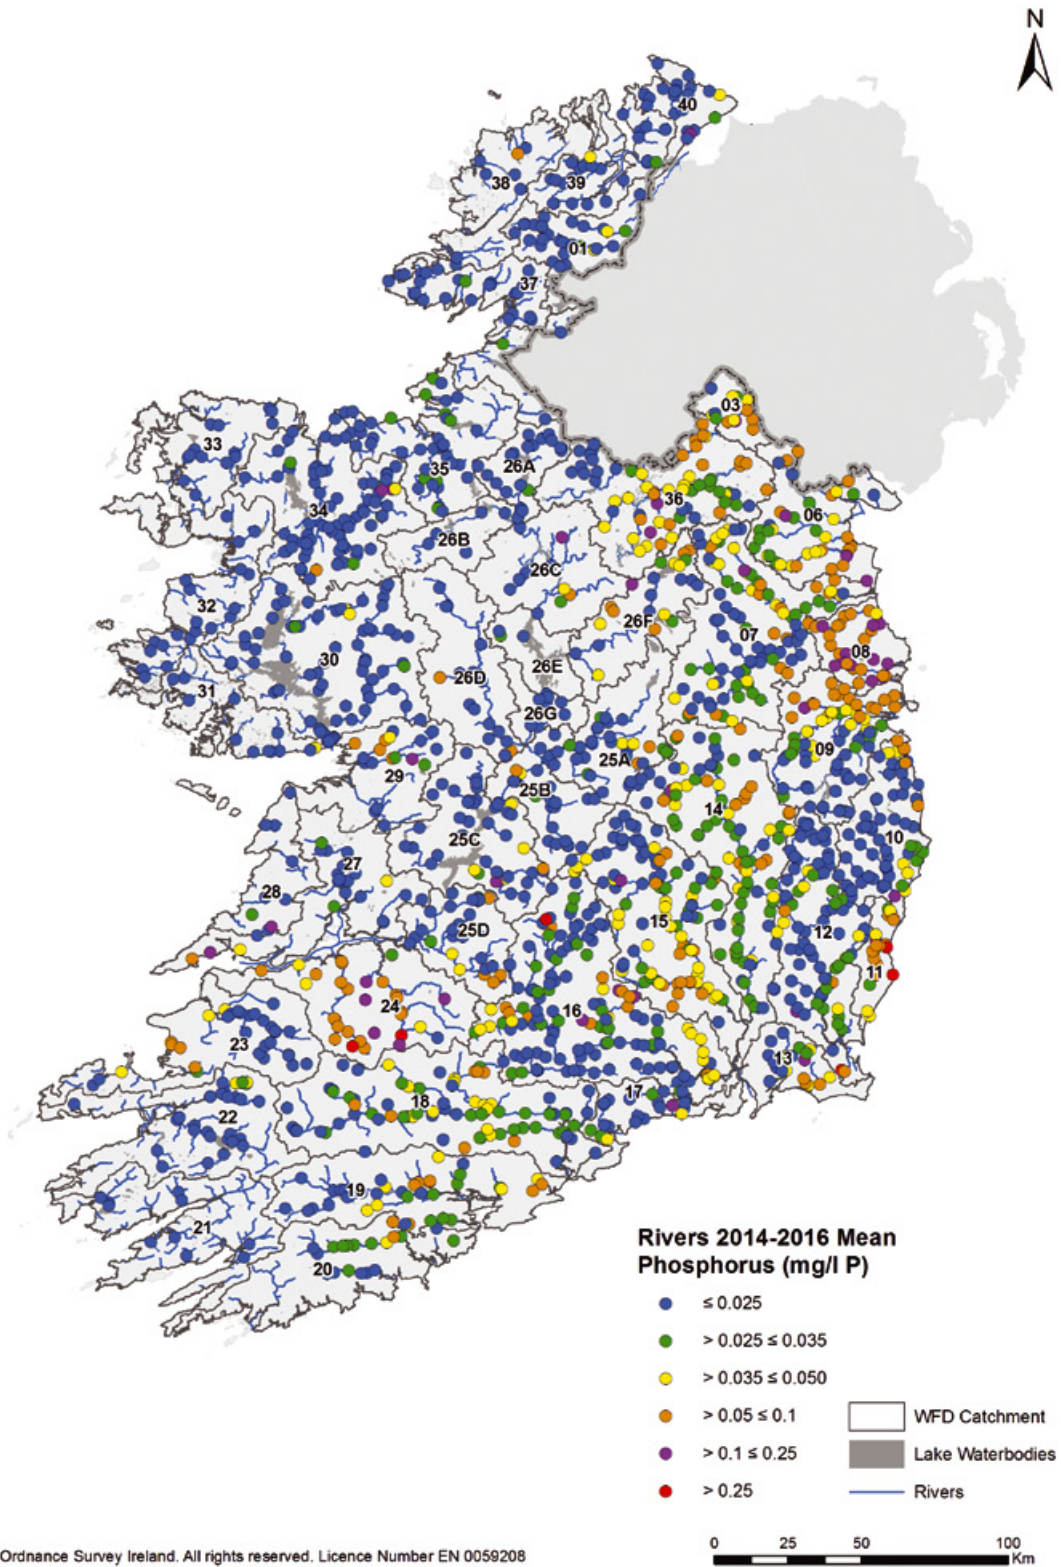 N
40
38
39
01
37
03
33
35
26A
36
34
06
26B
26C
32
26F
07
08
30
26E
31
26D
26G
09
29
25A
25B
14
25C
10
27
28
15
12
25D
11
24
16
23
13
17
18
22
19
21
20
Rivers 2014-2016 Mean
Phosphorus (mg/l P)
≤ 0.025
> 0.025 ≤ 0.035
> 0.035 ≤ 0.050
> 0.05 ≤ 0.1
WFD Catchment
> 0.1 ≤ 0.25
Lake Waterbodies
> 0.25
Rivers
Ordnance Survey Ireland. All rights reserved. Licence Number EN 0059208
0 25 50 100
Km